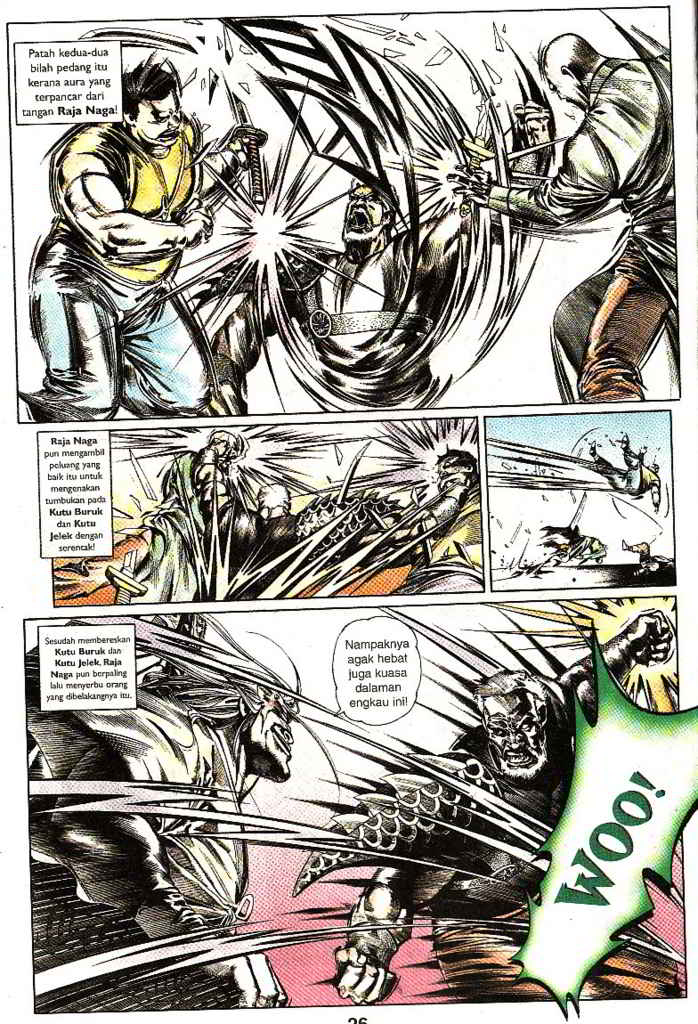 Patah kedua-dua
bilah pedang itu
kerana aura yang
terpancar dari
tangan Raja Naga!
Raja Naga
pun mengambil
peluang yang
baik itu untuk
mengenakan
tumbukan pada
Kutu Buruk
dan Kutu
Jelek dengan
serentak!
Sesudah membereskan
Kutu Buruk dan
Kutu Jelek, Raja
Naga pun berpaling
lalu menyerbu orang
yang dibelakangnya itu.
Nampaknya
agak hebat
juga kuasa
dalaman
engkau ini!
WOO!
26